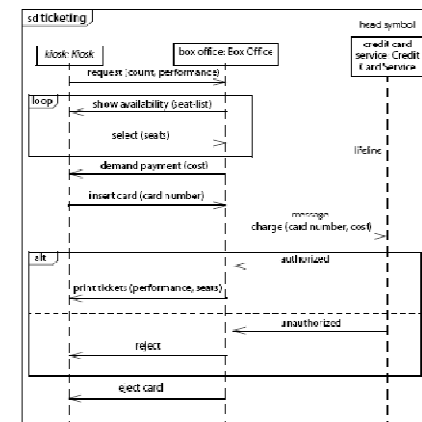 sd ticketing
head symbol
kiosk: Kiosk
box office: Box Office
credit card
service: Credit
CardService
request (count, performance)
loop
show availability (seat-list)
select (seats)
lifeline
demand payment (cost)
insert card (card number)
message
charge (card number, cost)
alt
authorized
print tickets (performance, seats)
unauthorized
reject
eject card